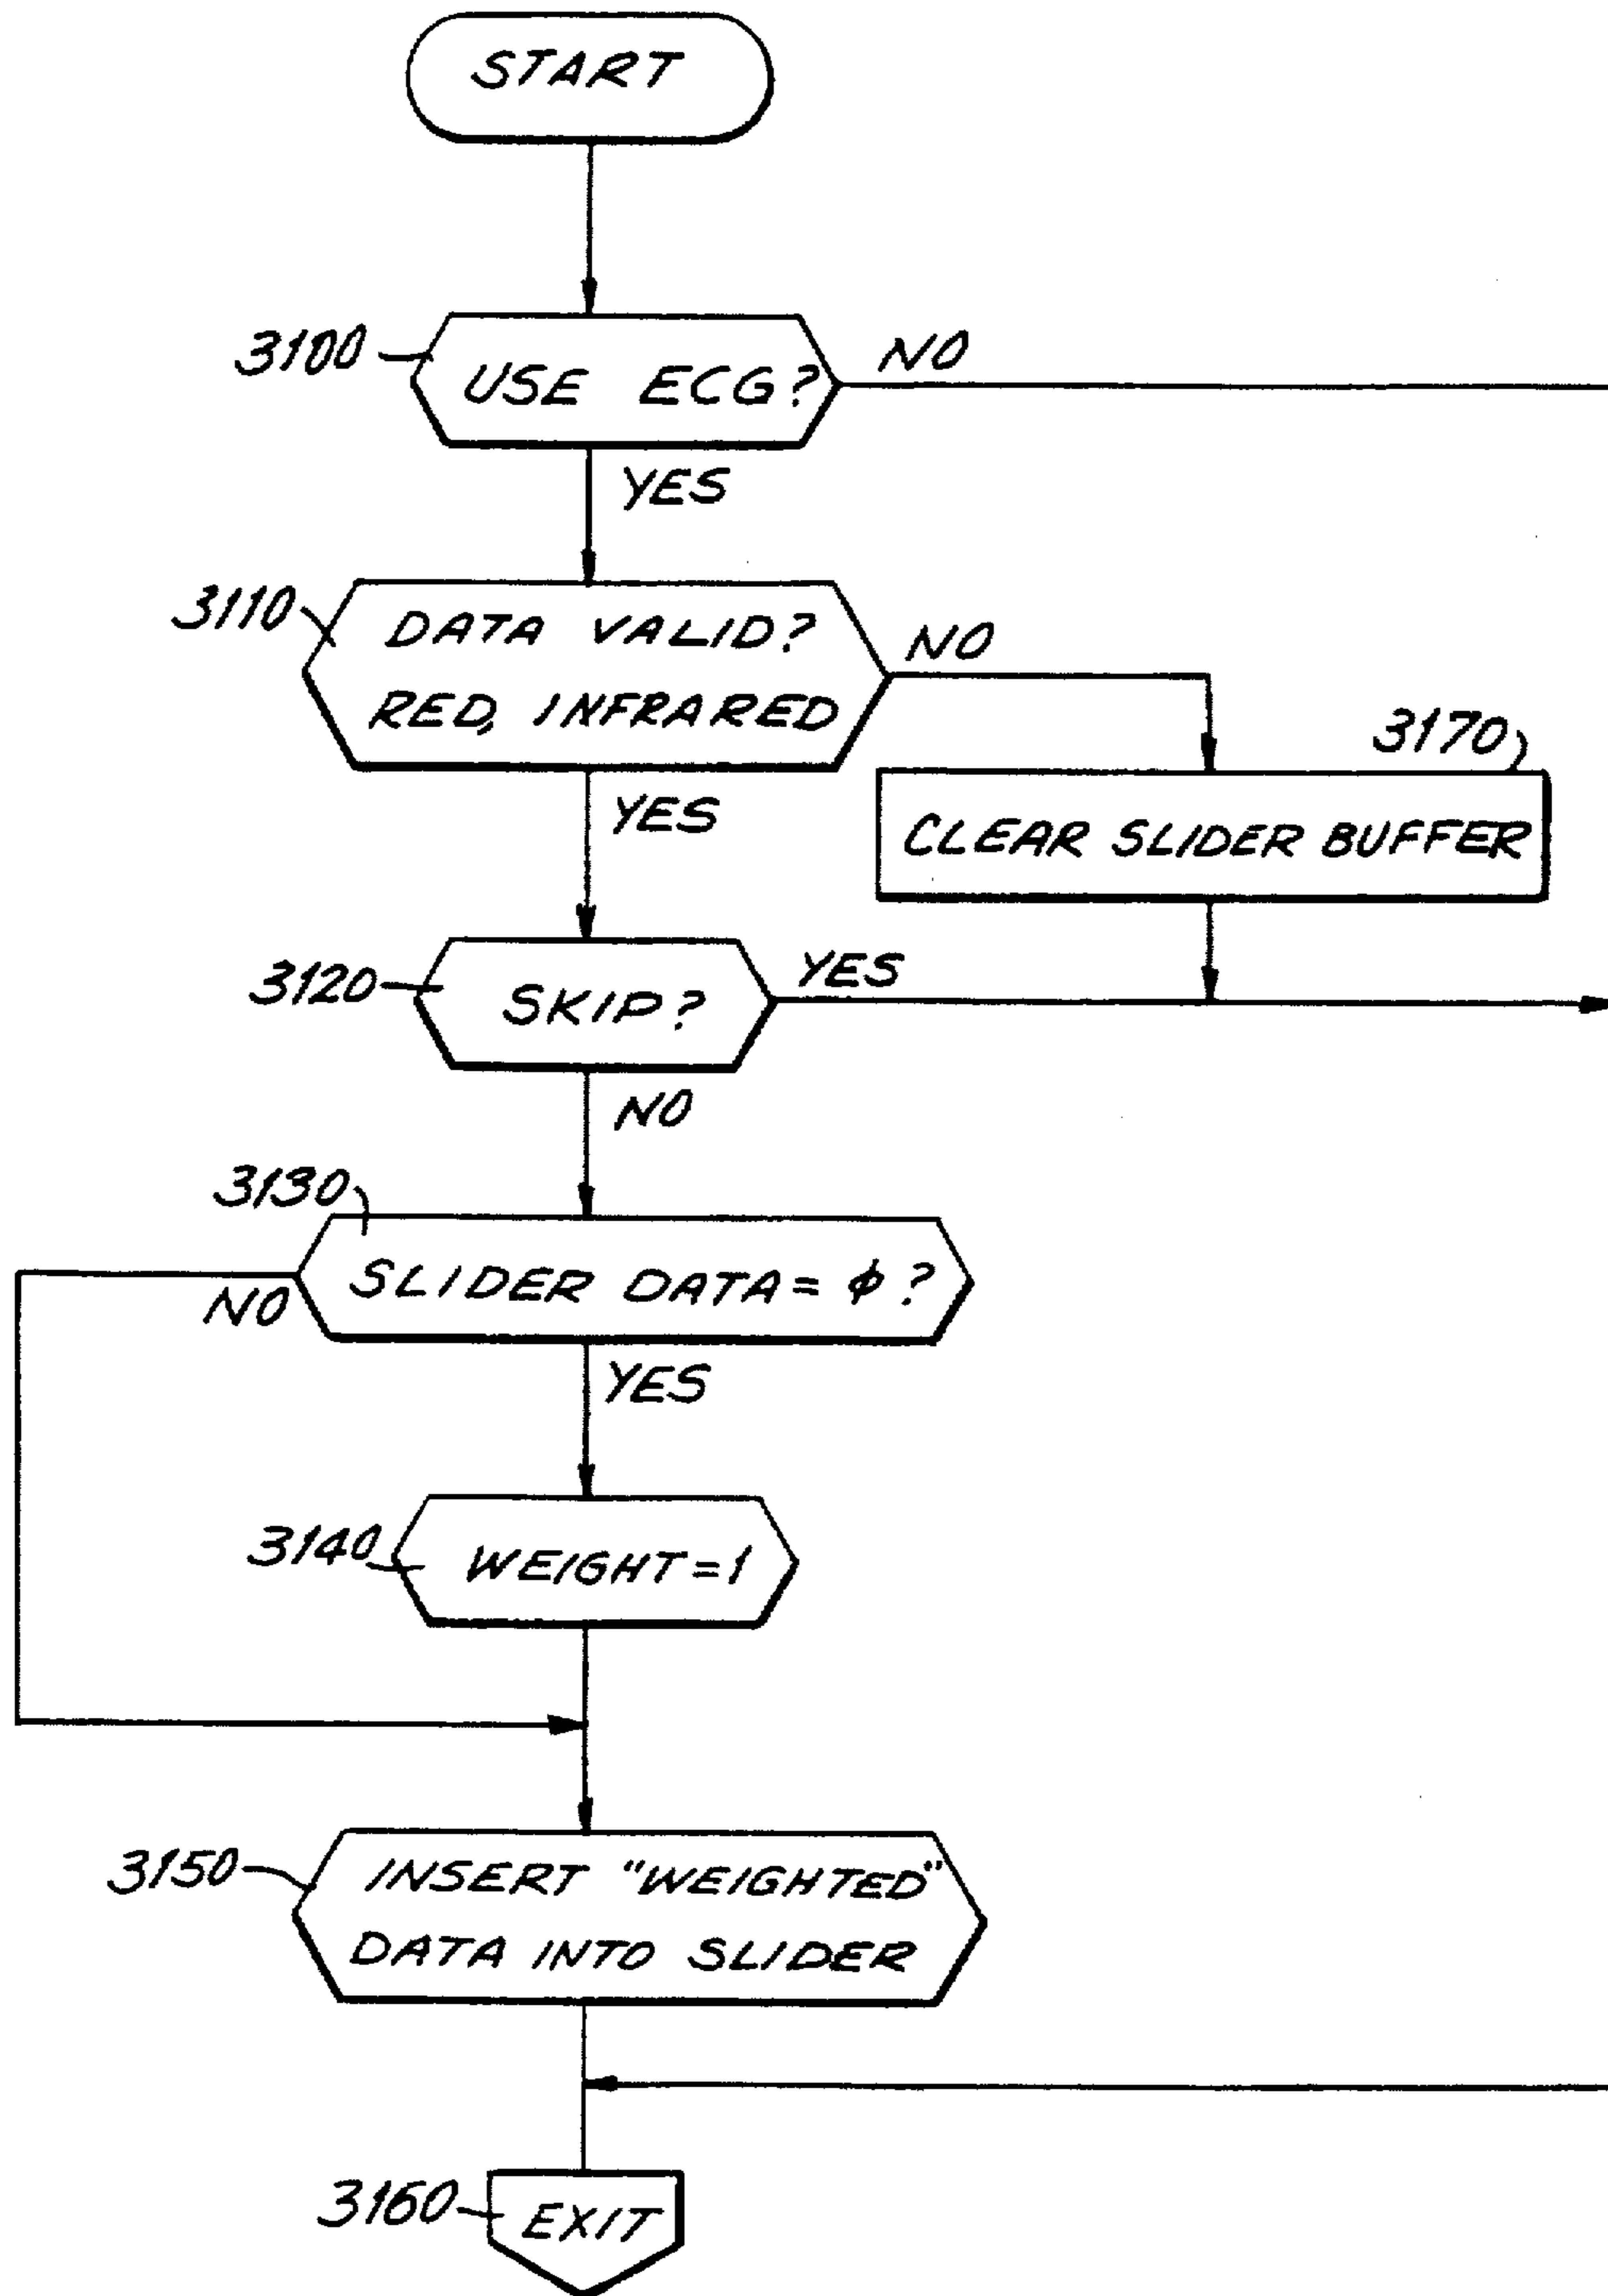 START
3100
USE ECG?
NO
YES
3110
DATA VALID?
RED, INFRARED
NO
3170
CLEAR SLIDER BUFFER
YES
3120
SKIP?
YES
NO
3130
SLIDER DATA = ϕ ?
NO
YES
3140
WEIGHT = 1
3150
INSERT "WEIGHTED"
DATA INTO SLIDER
3160
EXIT